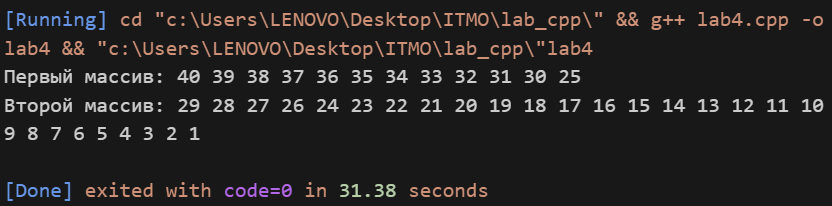 [Running] cd "c:\Users\LENOVO\Desktop\ITMO\lab_cpp\" && g++ lab4.cpp -o
lab4 && "c:\Users\LENOVO\Desktop\ITMO\lab_cpp\"lab4
Первый массив: 40 39 38 37 36 35 34 33 32 31 30 25
Второй массив: 29 28 27 26 24 23 22 21 20 19 18 17 16 15 14 13 12 11 10
9 8 7 6 5 4 3 2 1
[Done] exited with code=0 in 31.38 seconds